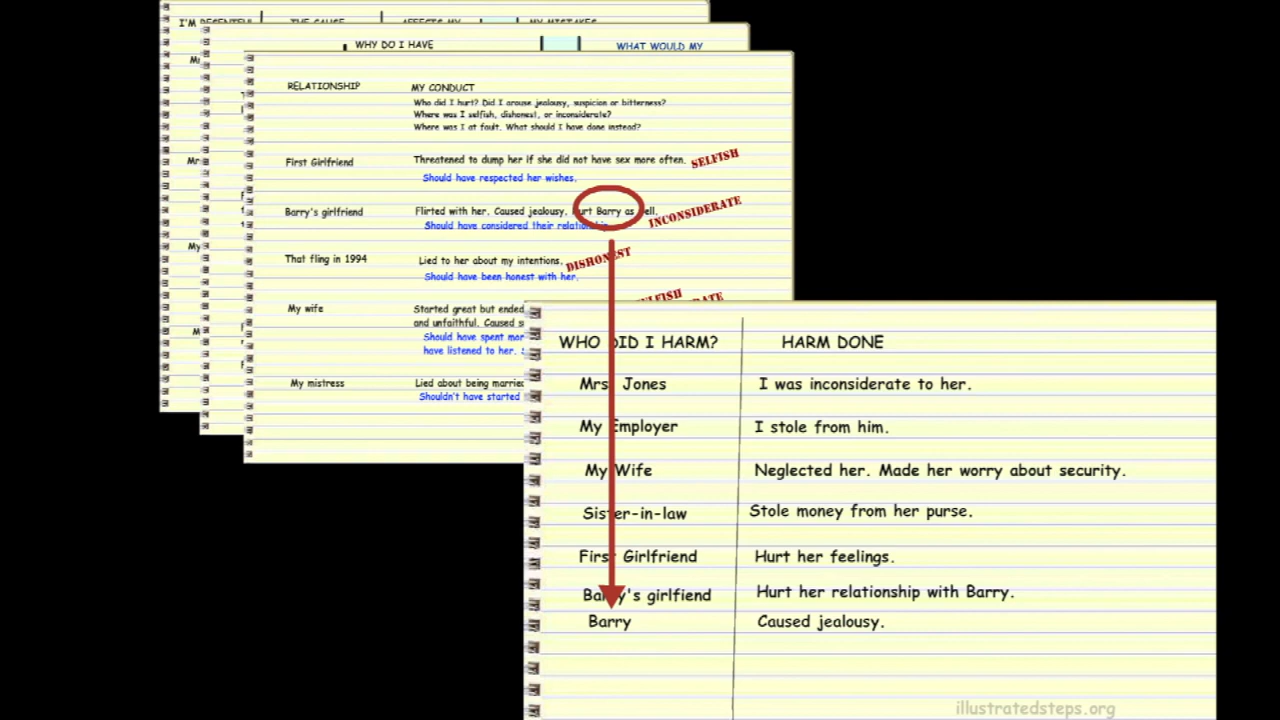 I'M RESENTFUL THE CAUSE AFFECTS MY MY MISTAKES
WHY DO I HAVE WHAT WOULD MY
RELATIONSHIP MY CONDUCT
Who did I hurt? Did I arouse jealousy, suspicion or bitterness?
Where was I selfish, dishonest, or inconsiderate?
Where was I at fault. What should I have done instead?
First Girlfriend Threatened to dump her if she did not have sex more often. SELFISH
Should have respected her wishes.
Barry's girlfriend Flirted with her. Caused jealousy. Hurt Barry as well. INCONSIDERATE
Should have considered their relationship
That fling in 1994 Lied to her about my intentions. DISHONEST
Should have been honest with her.
My wife Started great but ended
and unfaithful. Caused s
Should have spent mor
have listened to her.
My mistress Lied about being married
Shouldn't have started
WHO DID I HARM? HARM DONE
Mrs. Jones I was inconsiderate to her.
My Employer I stole from him.
My Wife Neglected her. Made her worry about security.
Sister-in-law Stole money from her purse.
First Girlfriend Hurt her feelings.
Barry's girlfiend Hurt her relationship with Barry.
Barry Caused jealousy.
illustratedsteps.org